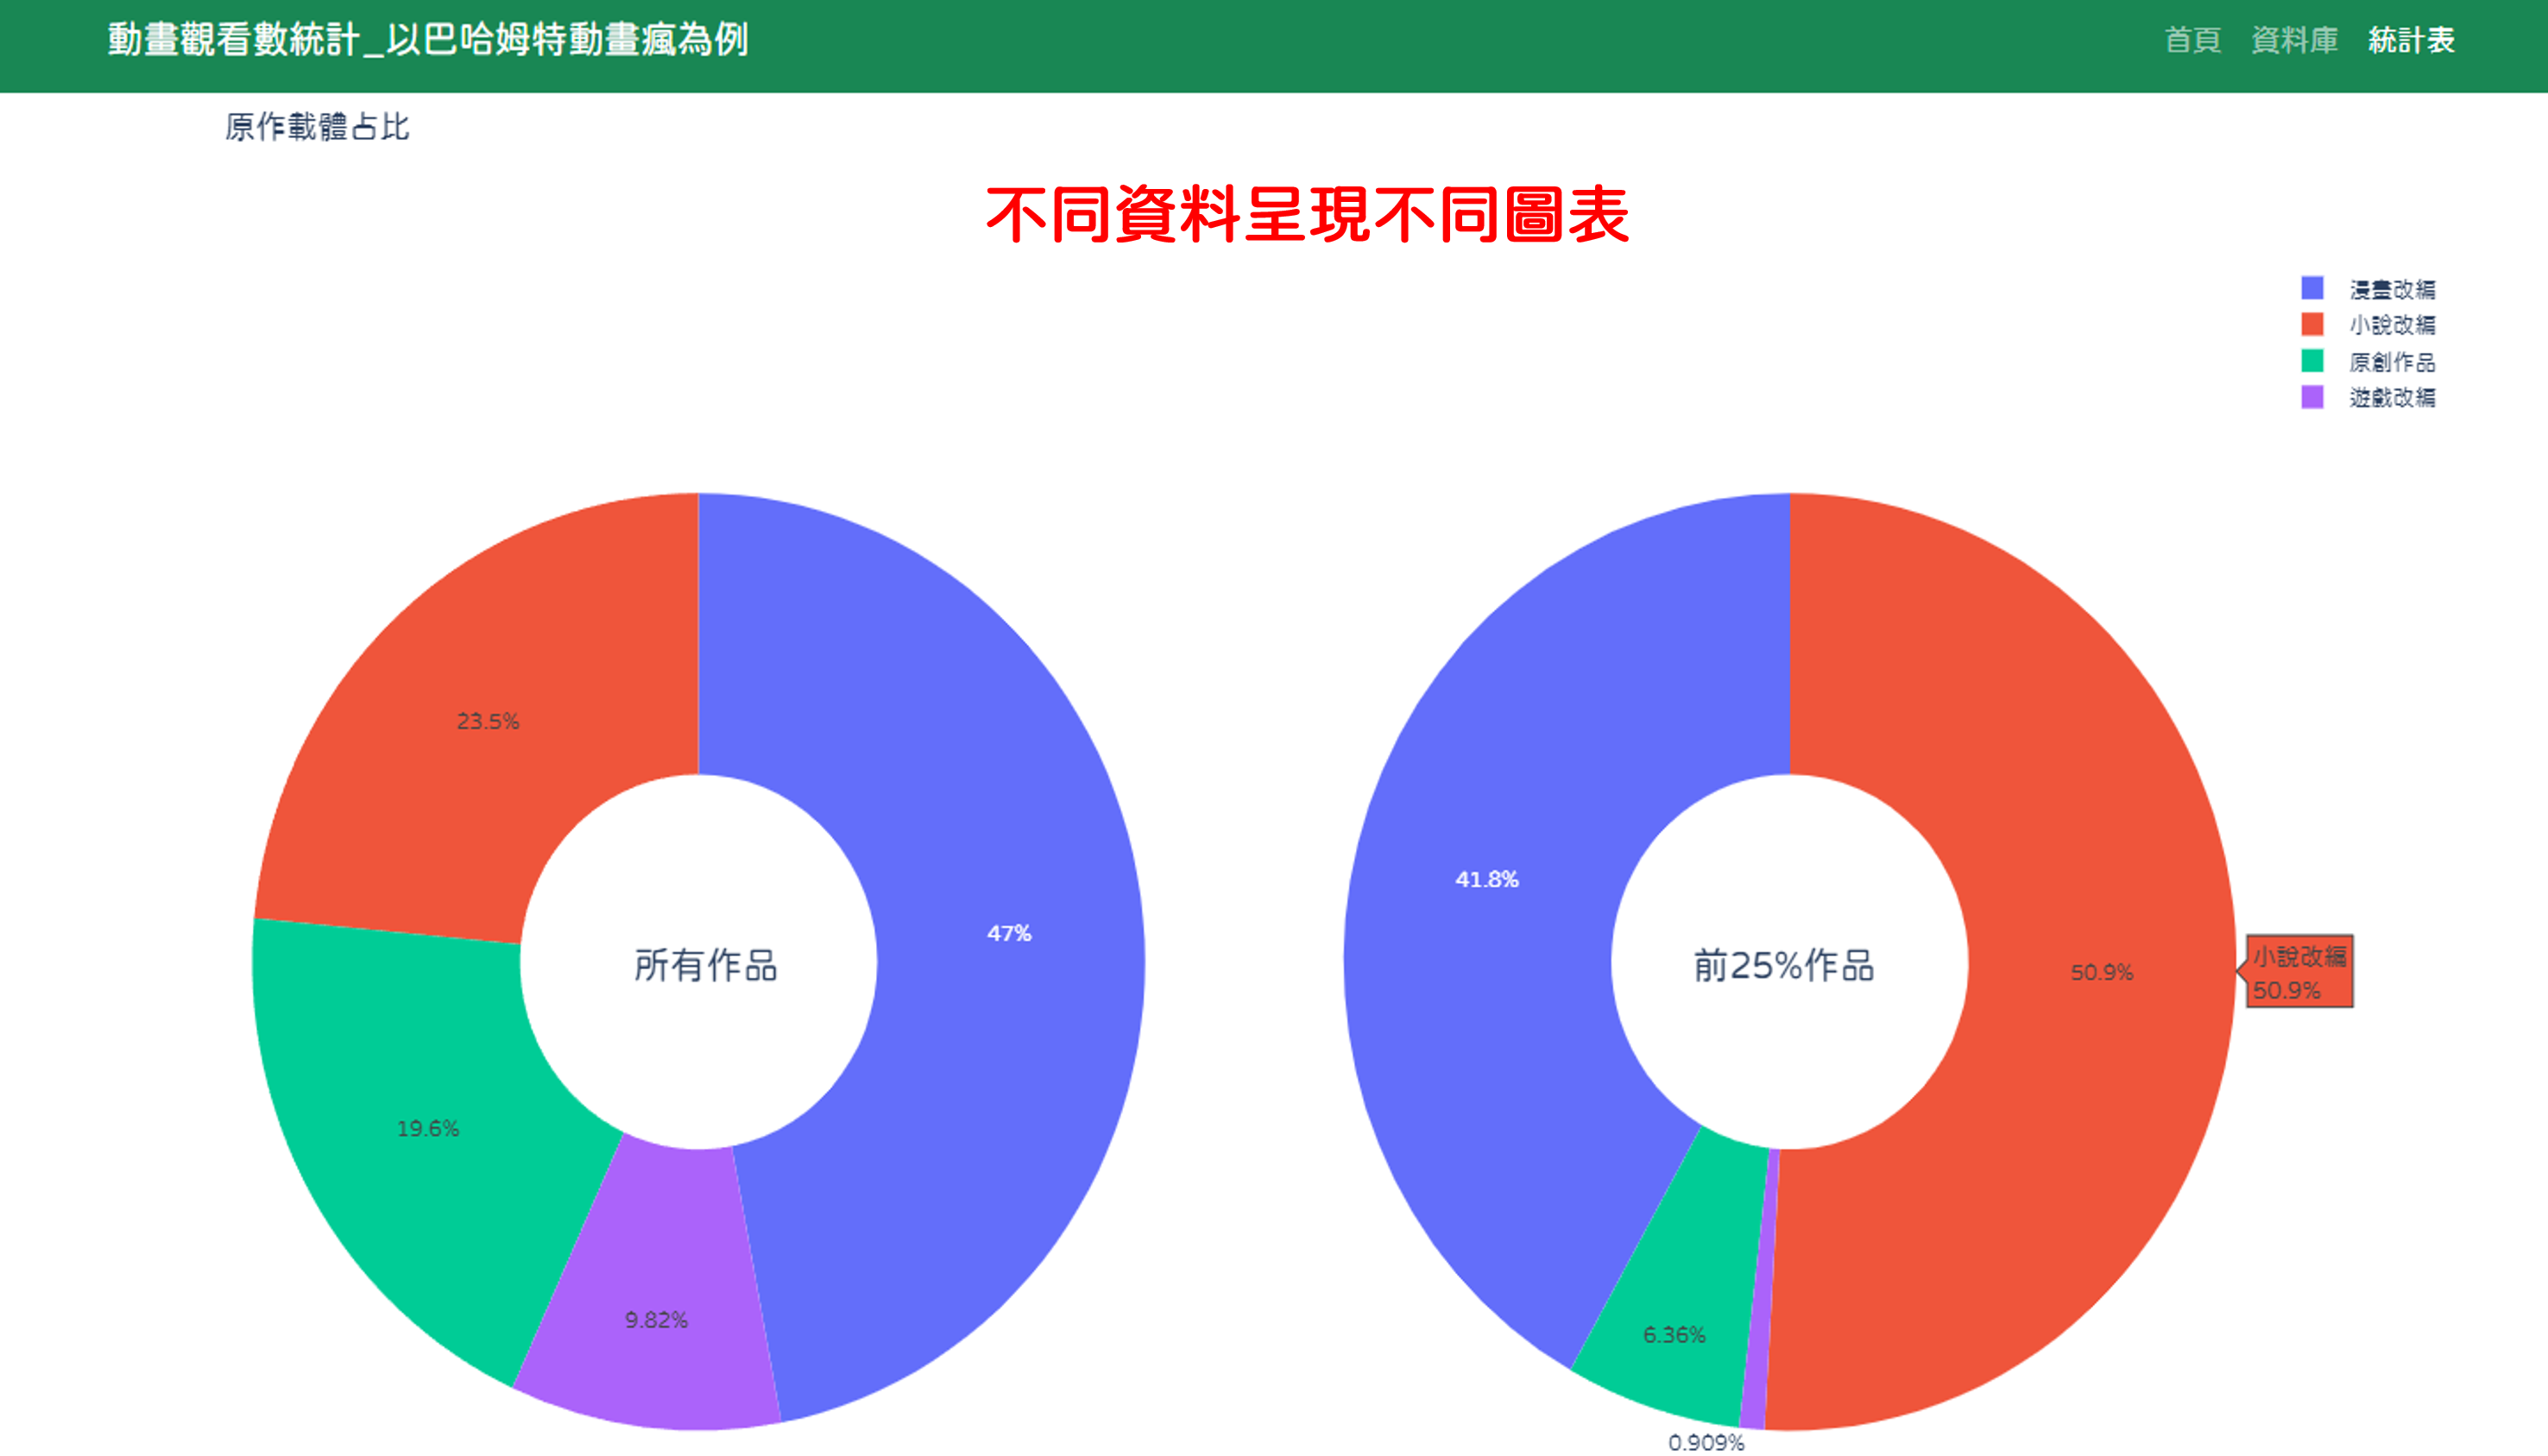 動畫觀看數統計_以巴哈姆特動畫瘋為例
首頁 資料庫 統計表
原作載體占比
不同資料呈現不同圖表
漫畫改編
小說改編
原創作品
遊戲改編
23.5%
47%
所有作品
19.6%
9.82%
41.8%
前25%作品
50.9%
小說改編
50.9%
6.36%
0.909%